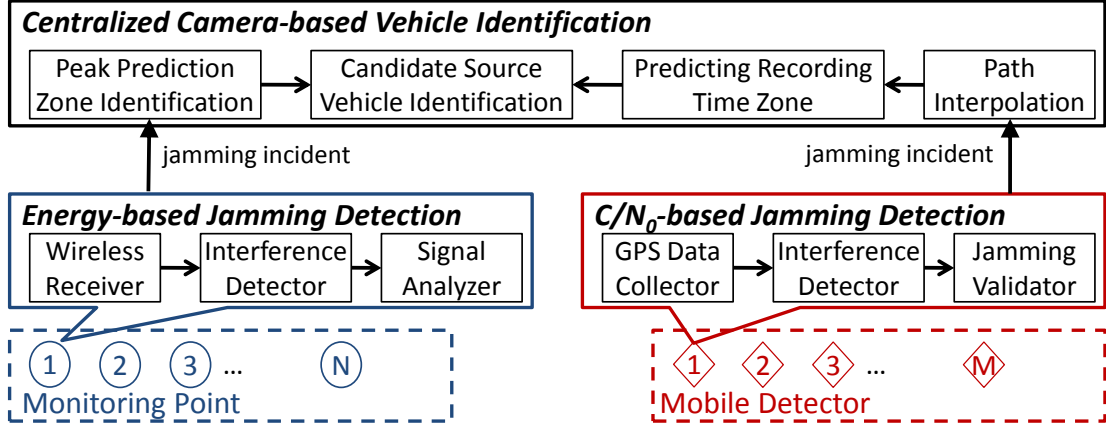 Centralized Camera-based Vehicle Identification
Peak Prediction
Zone Identification
Candidate Source
Vehicle Identification
Predicting Recording
Time Zone
Path
Interpolation
jamming incident
jamming incident
Energy-based Jamming Detection
Wireless
Receiver
Interference
Detector
Signal
Analyzer
C/N0-based Jamming Detection
GPS Data
Collector
Interference
Detector
Jamming
Validator
1 2 3 ... N
Monitoring Point
1 2 3 ... M
Mobile Detector